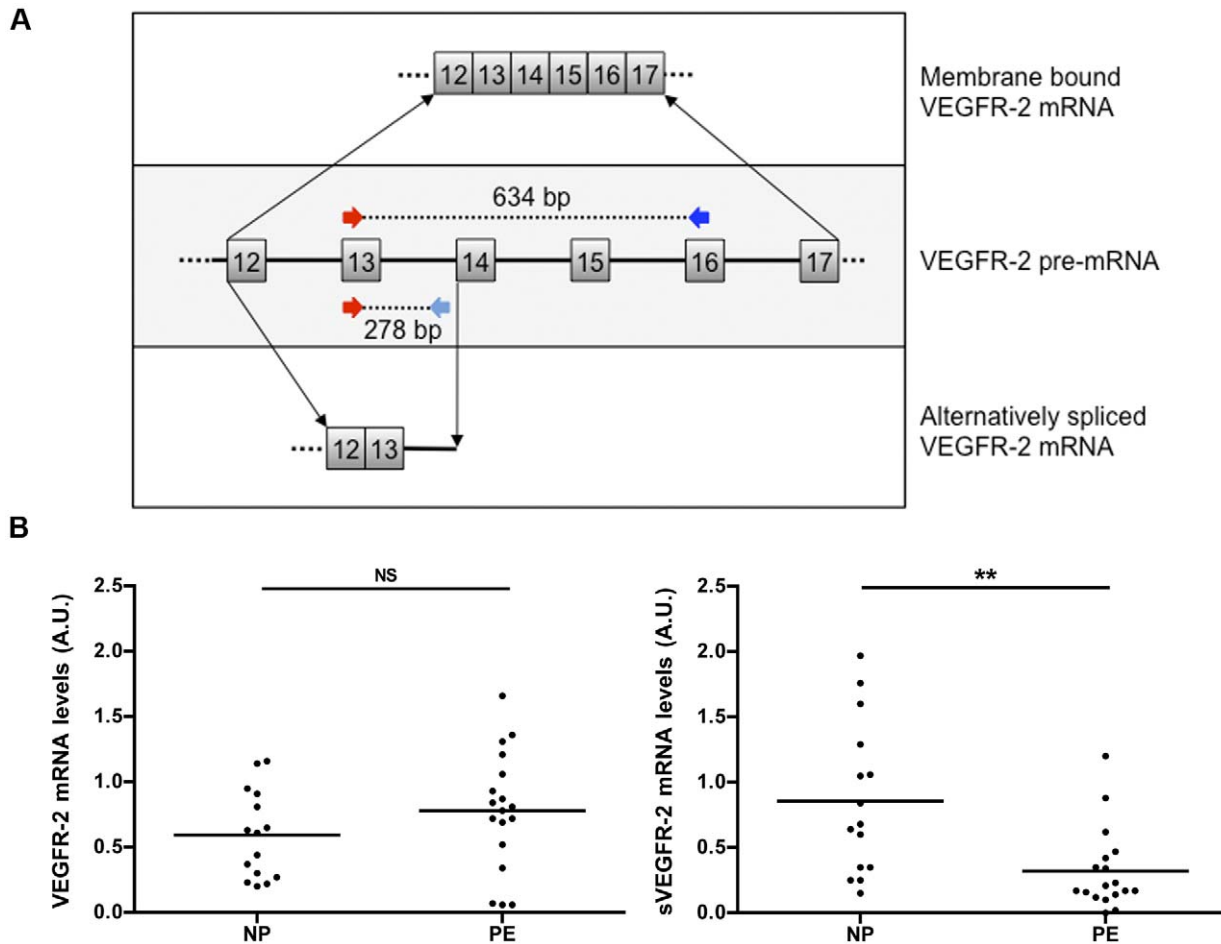 A
12 13 14 15 16 17
Membrane bound
VEGFR-2 mRNA
634 bp
12 13 14 15 16 17
VEGFR-2 pre-mRNA
278 bp
12 13
Alternatively spliced
VEGFR-2 mRNA
B
VEGFR-2 mRNA levels (A.U.)
2.5
2.0
1.5
1.0
0.5
0.0
NS
NP PE
sVEGFR-2 mRNA levels (A.U.)
2.5
2.0
1.5
1.0
0.5
0.0
**
NP PE